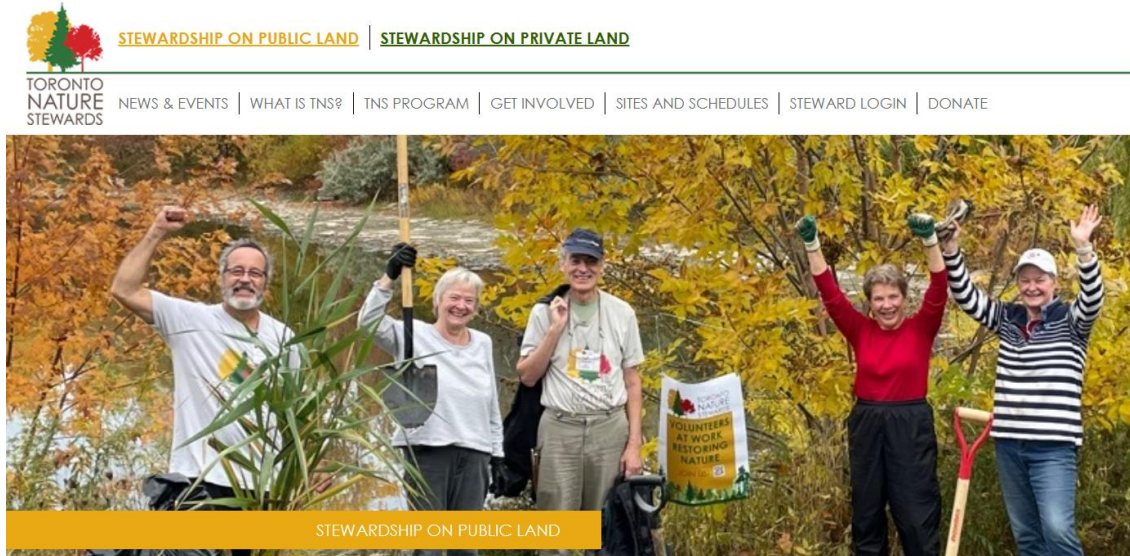 STEWARDSHIP ON PUBLIC LAND | STEWARDSHIP ON PRIVATE LAND
TORONTO
NATURE
STEWARDS
NEWS & EVENTS | WHAT IS TNS? | TNS PROGRAM | GET INVOLVED | SITES AND SCHEDULES | STEWARD LOGIN | DONATE
TORONTO
NATURE
STEWARDS
VOLUNTEERS
AT WORK
RESTORING
NATURE
JOIN US
STEWARDSHIP ON PUBLIC LAND